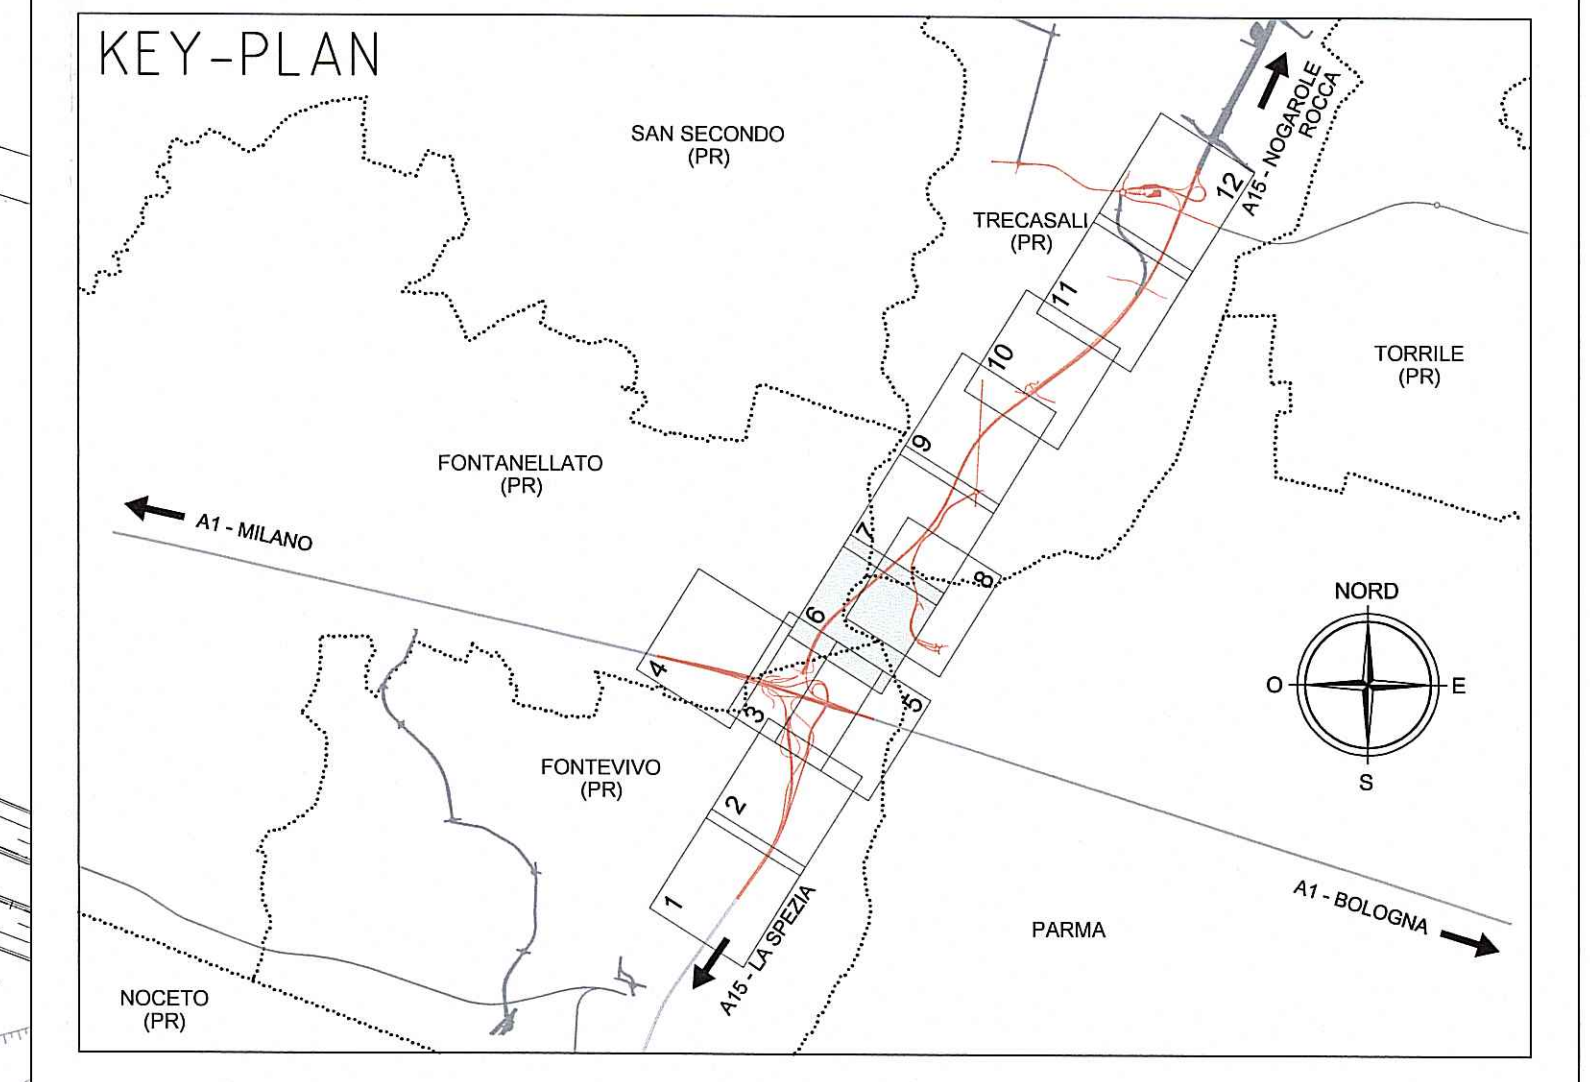 KEY-PLAN
SAN SECONDO
(PR)
A15 - NOGAROLE
ROCCA
12
TRECASALI
(PR)
11
TORRILE
(PR)
10
9
FONTANELLATO
(PR)
A1 - MILANO
7
8
6
NORD
O
E
S
4
3
5
FONTEVIVO
(PR)
2
1
A15 - LA SPEZIA
PARMA
A1 - BOLOGNA
NOCETO
(PR)